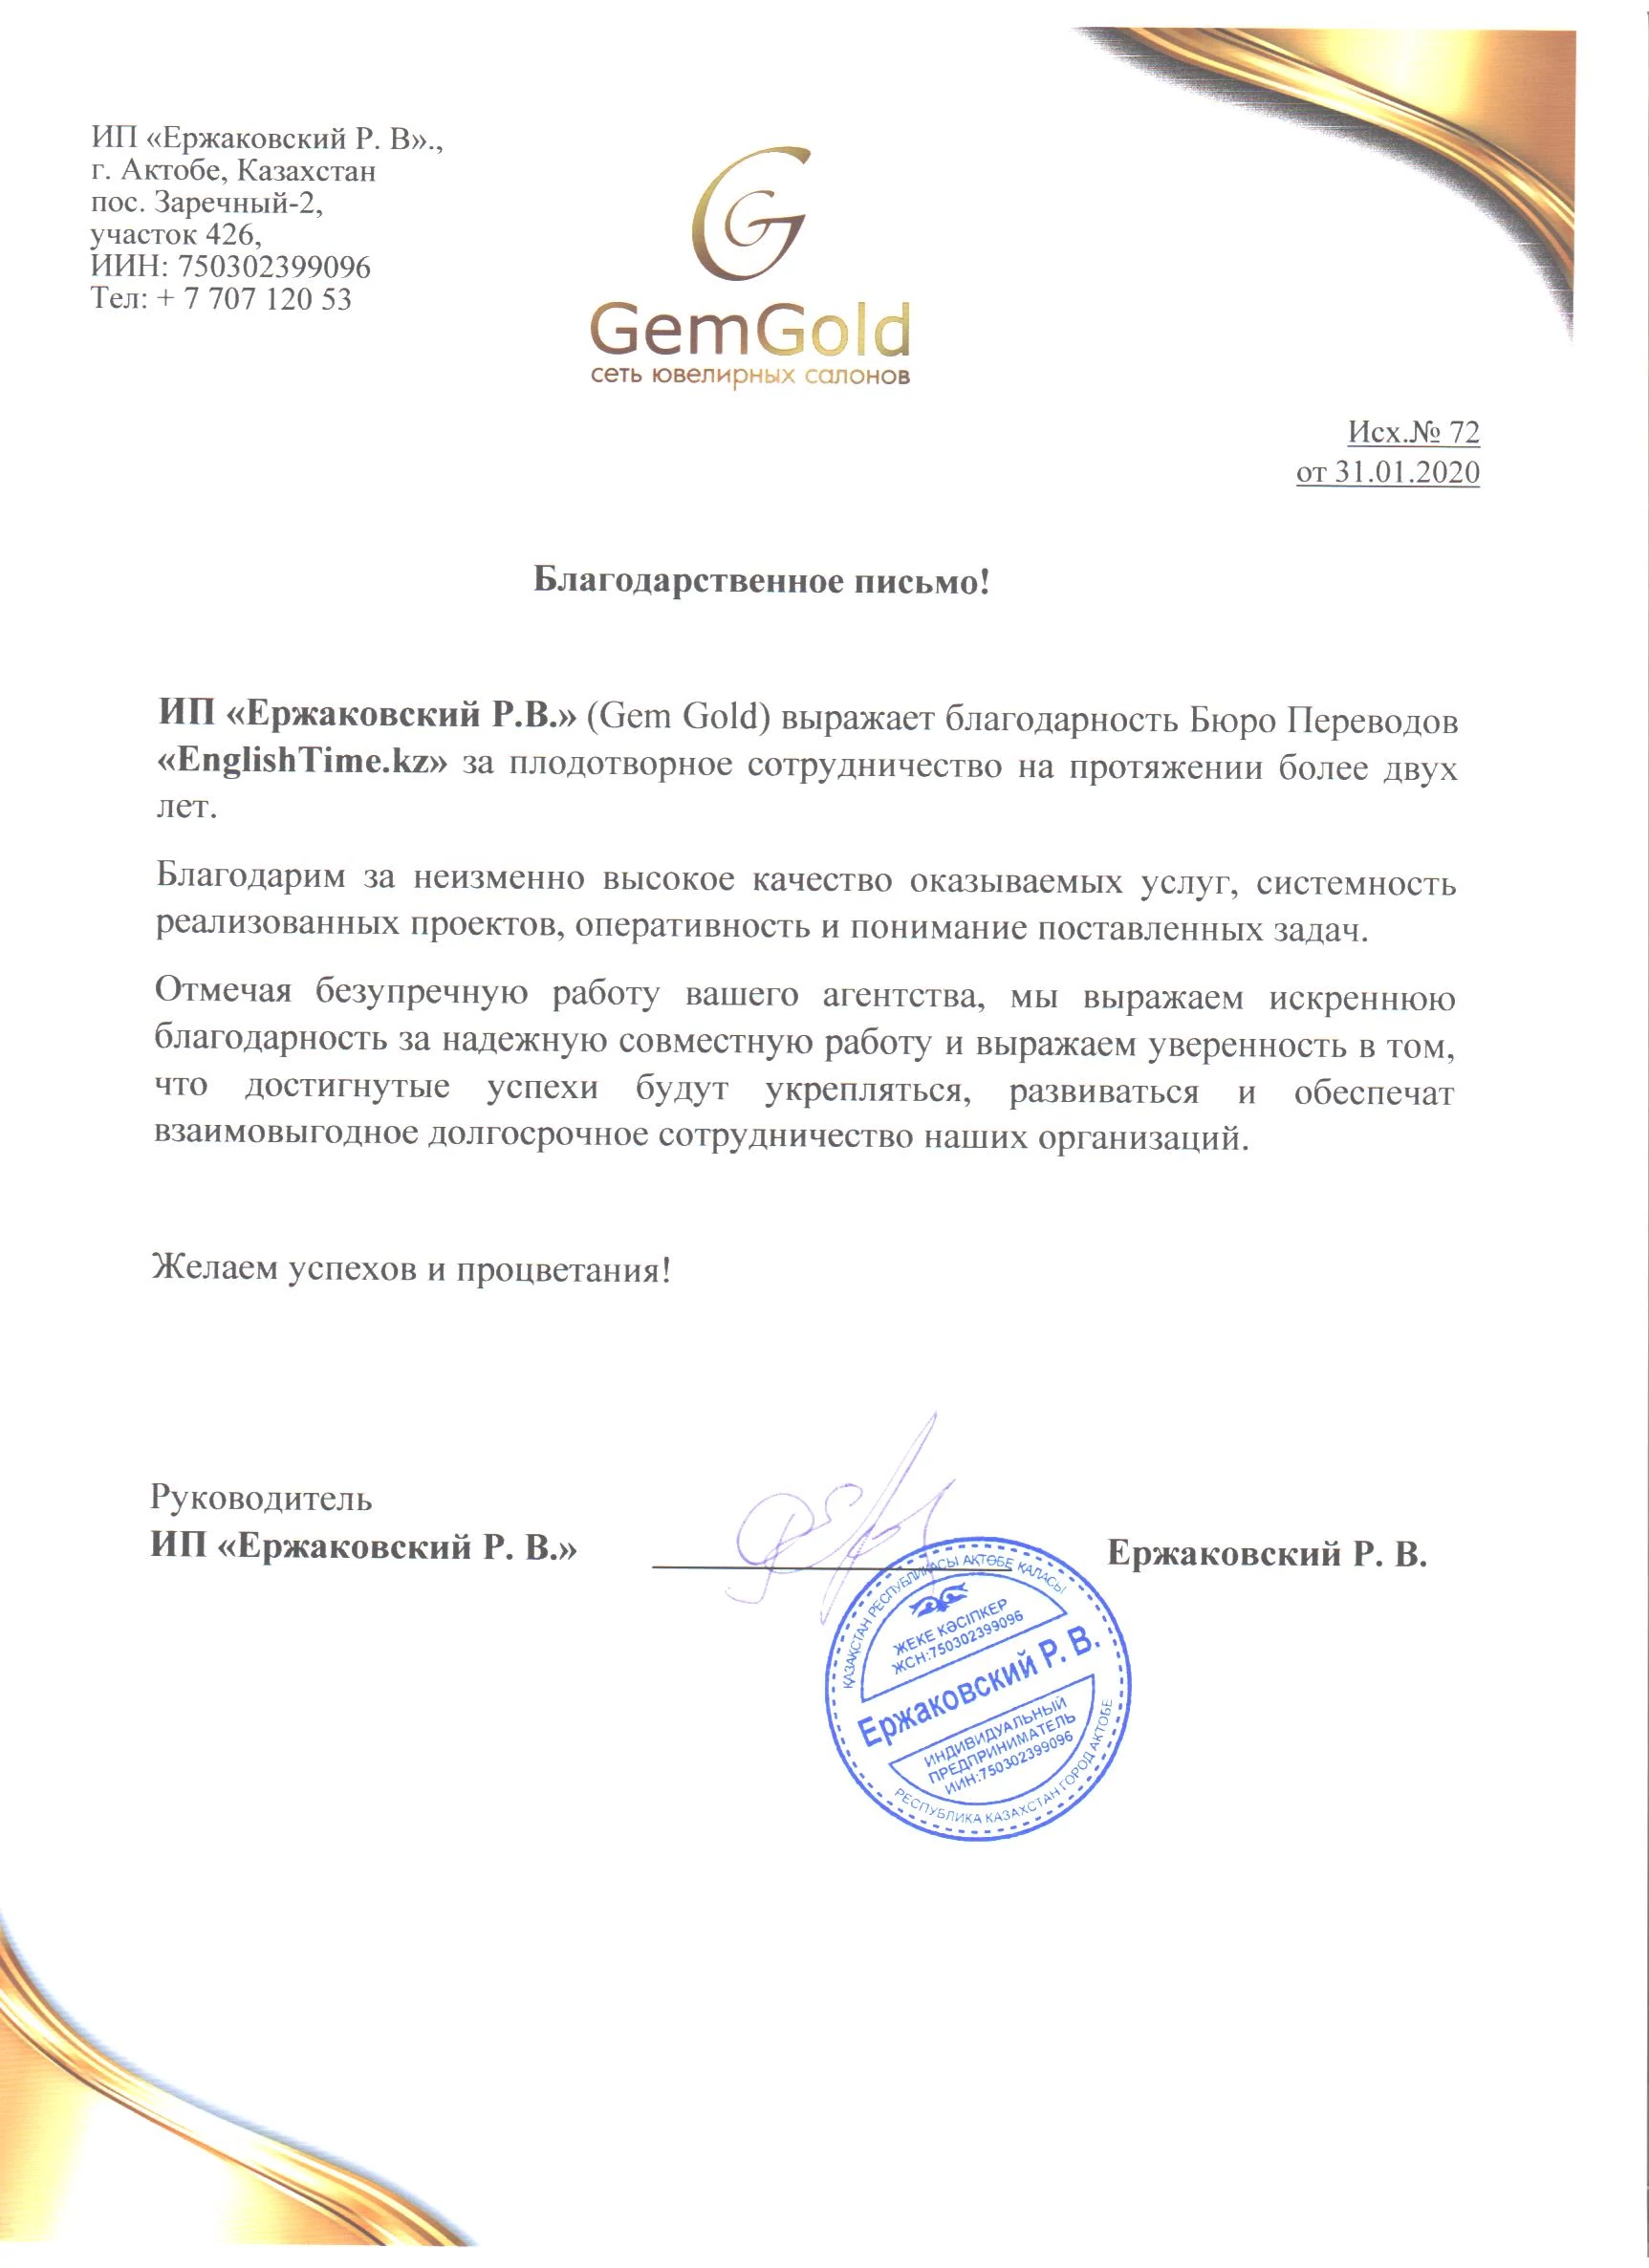 ИП «Ержаковский Р. В».,
г. Актобе, Казахстан
пос. Заречный-2,
участок 426,
ИИН: 750302399096
Тел: + 7 707 120 53
GemGold
сеть ювелирных салонов
Исх.№ 72
от 31.01.2020
Благодарственное письмо!
ИП «Ержаковский Р.В.» (Gem Gold) выражает благодарность Бюро Переводов
«EnglishTime.kz» за плодотворное сотрудничество на протяжении более двух
лет.
Благодарим за неизменно высокое качество оказываемых услуг, системность
реализованных проектов, оперативность и понимание поставленных задач.
Отмечая безупречную работу вашего агентства, мы выражаем искреннюю
благодарность за надежную совместную работу и выражаем уверенность в том,
что достигнутые успехи будут укрепляться, развиваться и обеспечат
взаимовыгодное долгосрочное сотрудничество наших организаций.
Желаем успехов и процветания!
Руководитель
ИП «Ержаковский Р. В.» Ержаковский Р. В.
ҚАЗАҚСТАН РЕСПУБЛИКАСЫ АҚТӨБЕ ҚАЛАСЫ
ЖЕКЕ КӘСІПКЕР
ЖСН:750302399096
Ержаковский Р. В.
ИНДИВИДУАЛЬНЫЙ
ПРЕДПРИНИМАТЕЛЬ
ИИН:750302399096
РЕСПУБЛИКА КАЗАХСТАН ГОРОД АКТОБЕ